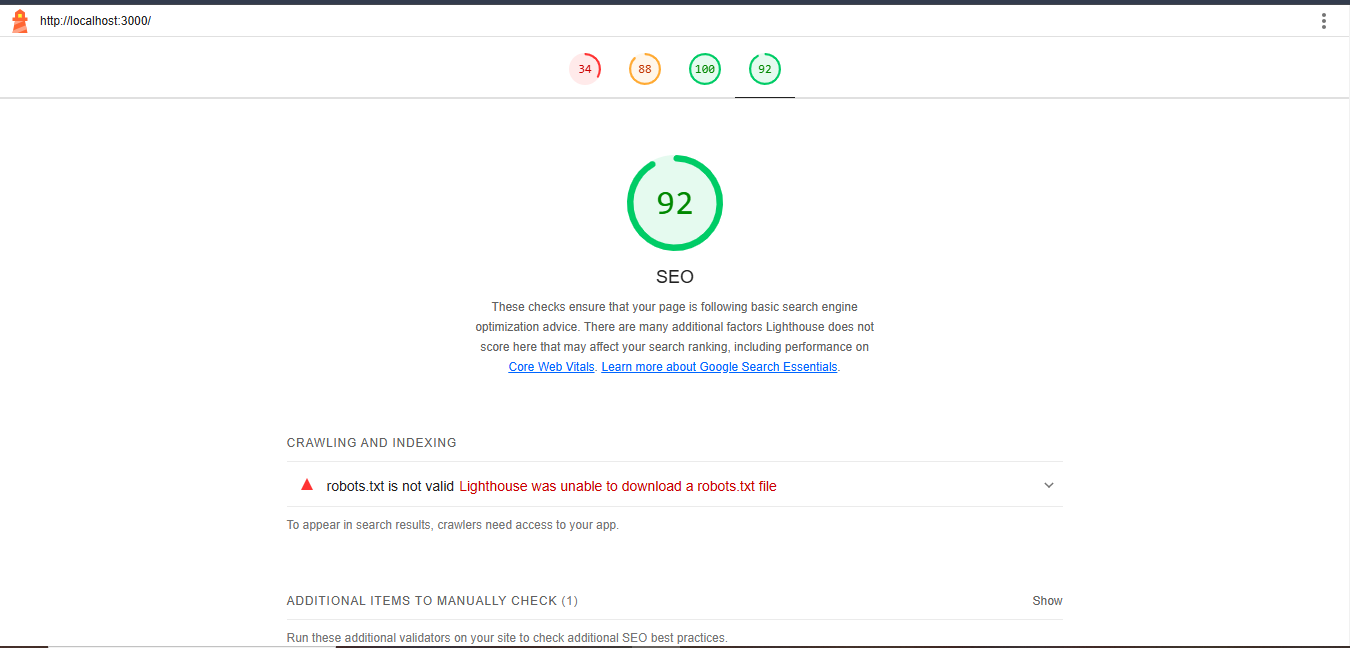 http://localhost:3000/
34 88 100 92
92
SEO
These checks ensure that your page is following basic search engine
optimization advice. There are many additional factors Lighthouse does not
score here that may affect your search ranking, including performance on
Core Web Vitals. Learn more about Google Search Essentials.
CRAWLING AND INDEXING
robots.txt is not valid Lighthouse was unable to download a robots.txt file
To appear in search results, crawlers need access to your app.
ADDITIONAL ITEMS TO MANUALLY CHECK (1) Show
Run these additional validators on your site to check additional SEO best practices.